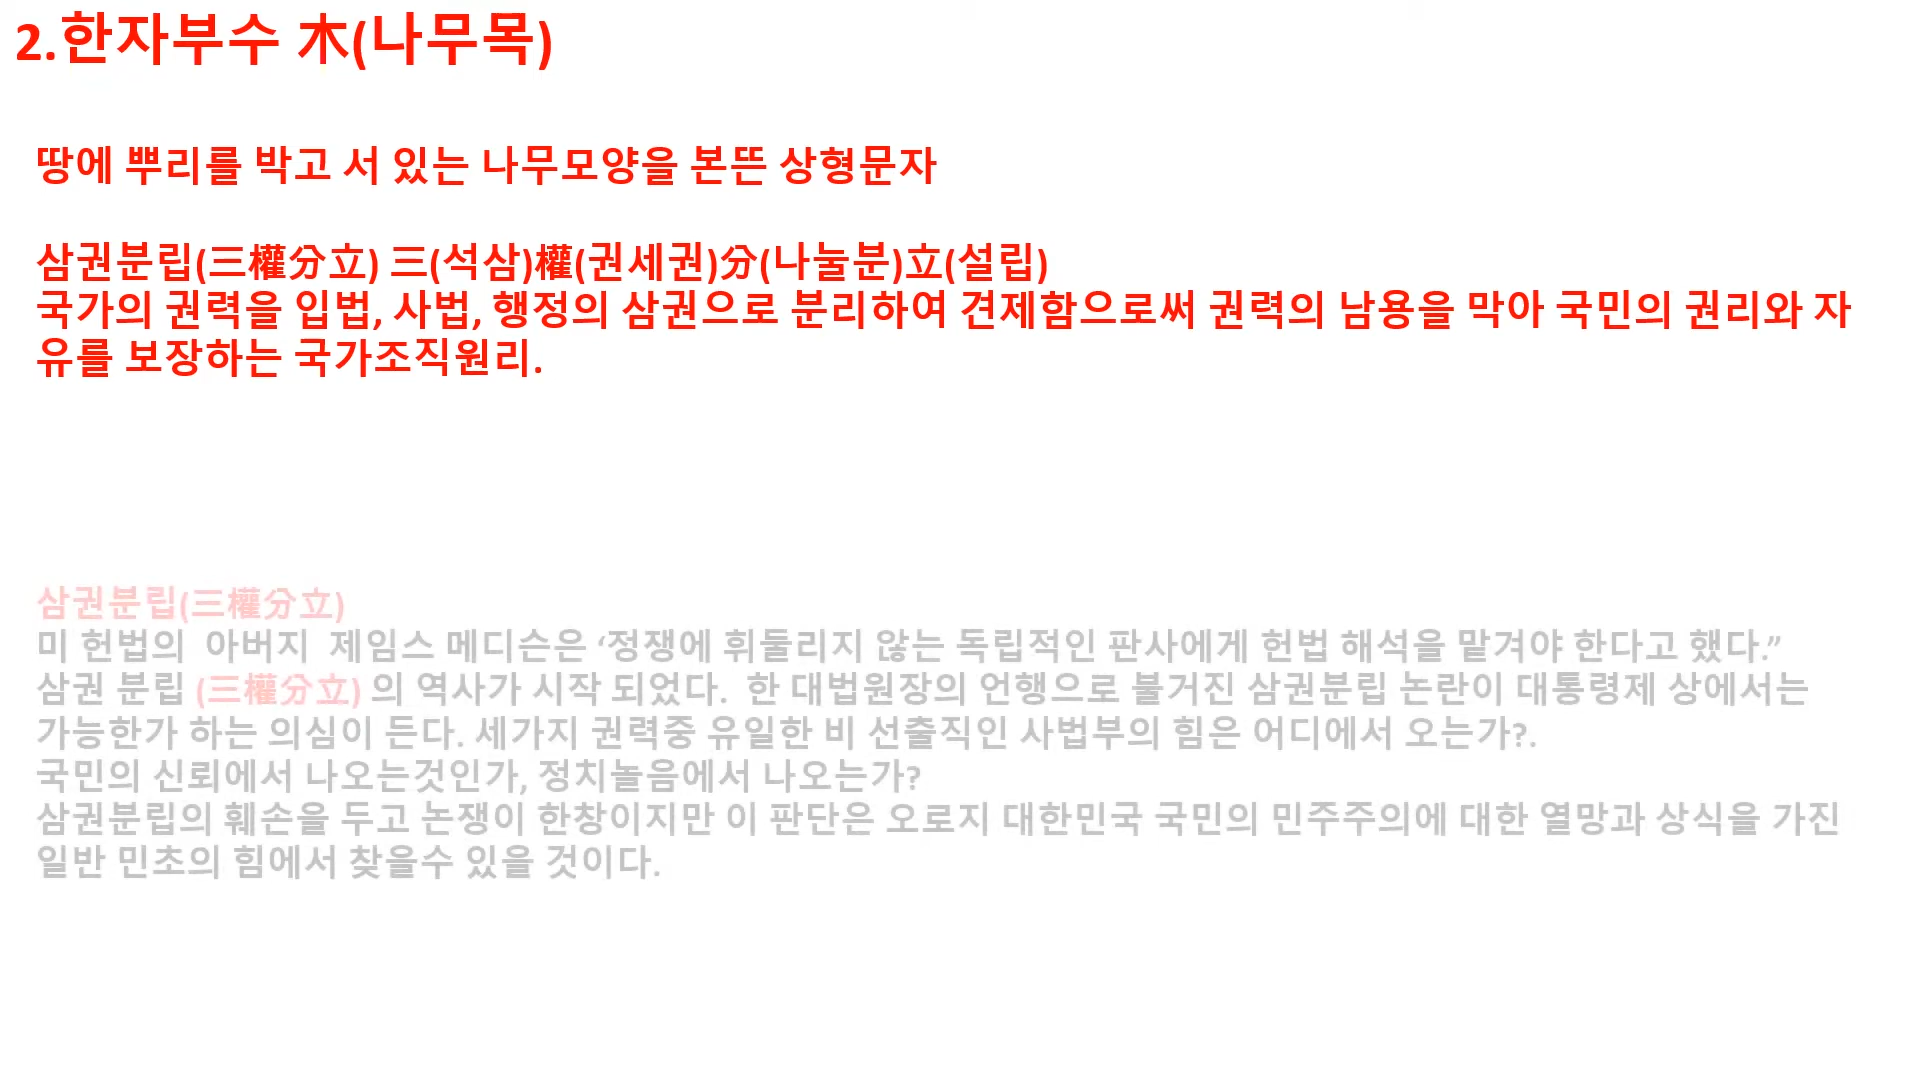 2.한자부수 木(나무목)
땅에 뿌리를 박고 서 있는 나무모양을 본뜬 상형문자
삼권분립(三權分立) 三(석삼)權(권세권)分(나눌분)立(설립)
국가의 권력을 입법, 사법, 행정의 삼권으로 분리하여 견제함으로써 권력의 남용을 막아 국민의 권리와 자
유를 보장하는 국가조직원리.
삼권분립(三權分立)
미 헌법의 아버지 제임스 메디슨은 ‘정쟁에 휘둘리지 않는 독립적인 판사에게 헌법 해석을 맡겨야 한다고 했다.”
삼권 분립 (三權分立) 의 역사가 시작 되었다. 한 대법원장의 언행으로 불거진 삼권분립 논란이 대통령제 상에서는
가능한가 하는 의심이 든다. 세가지 권력중 유일한 비 선출직인 사법부의 힘은 어디에서 오는가?.
국민의 신뢰에서 나오는것인가, 정치놀음에서 나오는가?
삼권분립의 훼손을 두고 논쟁이 한창이지만 이 판단은 오로지 대한민국 국민의 민주주의에 대한 열망과 상식을 가진
일반 민초의 힘에서 찾을수 있을 것이다.